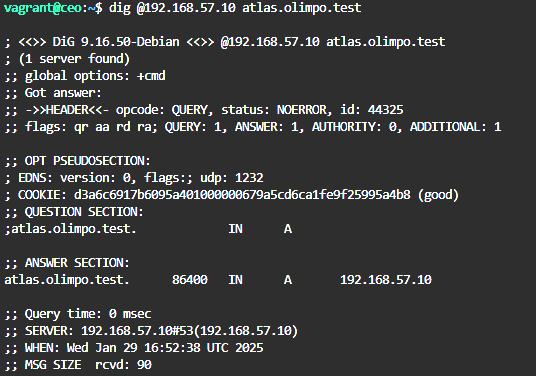 vagrant@ceo:~$ dig @192.168.57.10 atlas.olimpo.test
; <<>> DiG 9.16.50-Debian <<>> @192.168.57.10 atlas.olimpo.test
; (1 server found)
;; global options: +cmd
;; Got answer:
;; ->>HEADER<<- opcode: QUERY, status: NOERROR, id: 44325
;; flags: qr aa rd ra; QUERY: 1, ANSWER: 1, AUTHORITY: 0, ADDITIONAL: 1
;; OPT PSEUDOSECTION:
; EDNS: version: 0, flags:; udp: 1232
; COOKIE: d3a6c6917b6095a401000000679a5cd6ca1fe9f25995a4b8 (good)
;; QUESTION SECTION:
;atlas.olimpo.test. IN A
;; ANSWER SECTION:
atlas.olimpo.test. 86400 IN A 192.168.57.10
;; Query time: 0 msec
;; SERVER: 192.168.57.10#53(192.168.57.10)
;; WHEN: Wed Jan 29 16:52:38 UTC 2025
;; MSG SIZE rcvd: 90